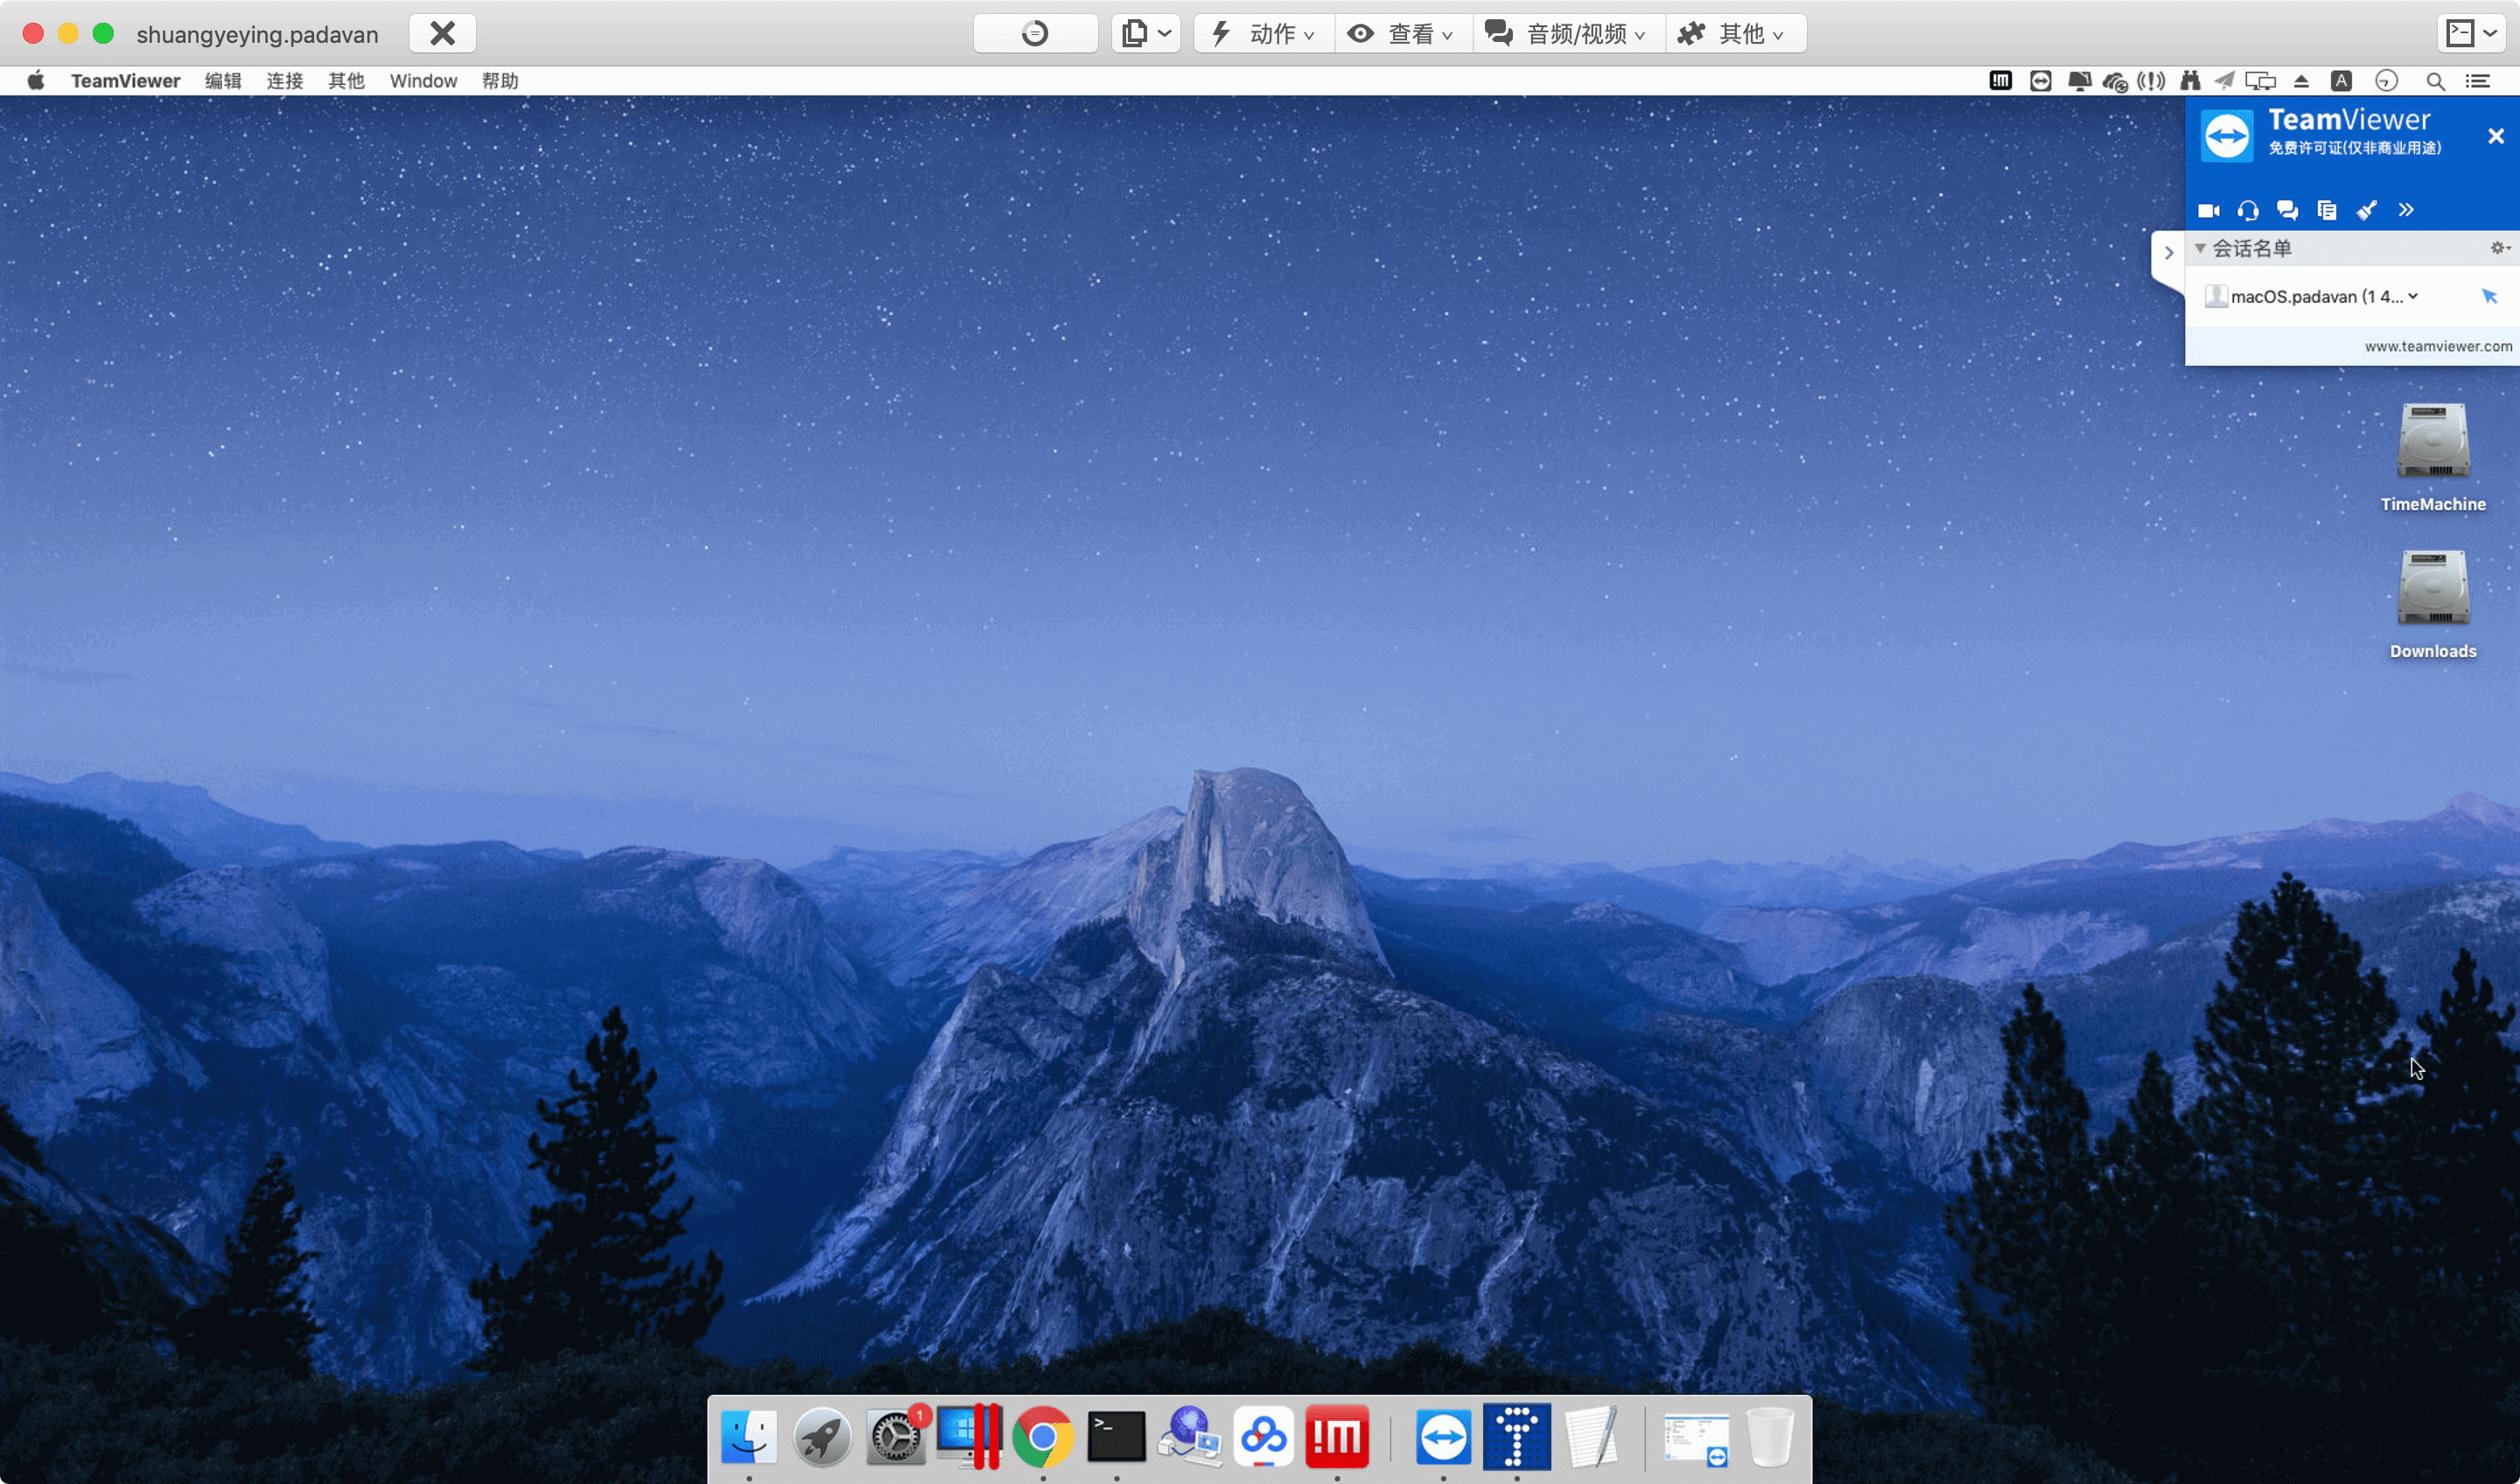 shuangyeying.padavan
动作
查看
音频/视频
其他
TeamViewer 编辑 连接 其他 Window 帮助
!M
A
TeamViewer
免费许可证(仅非商业用途)
会话名单
macOS.padavan (1 4...
www.teamviewer.com
TimeMachine
Downloads
1
>_
!M